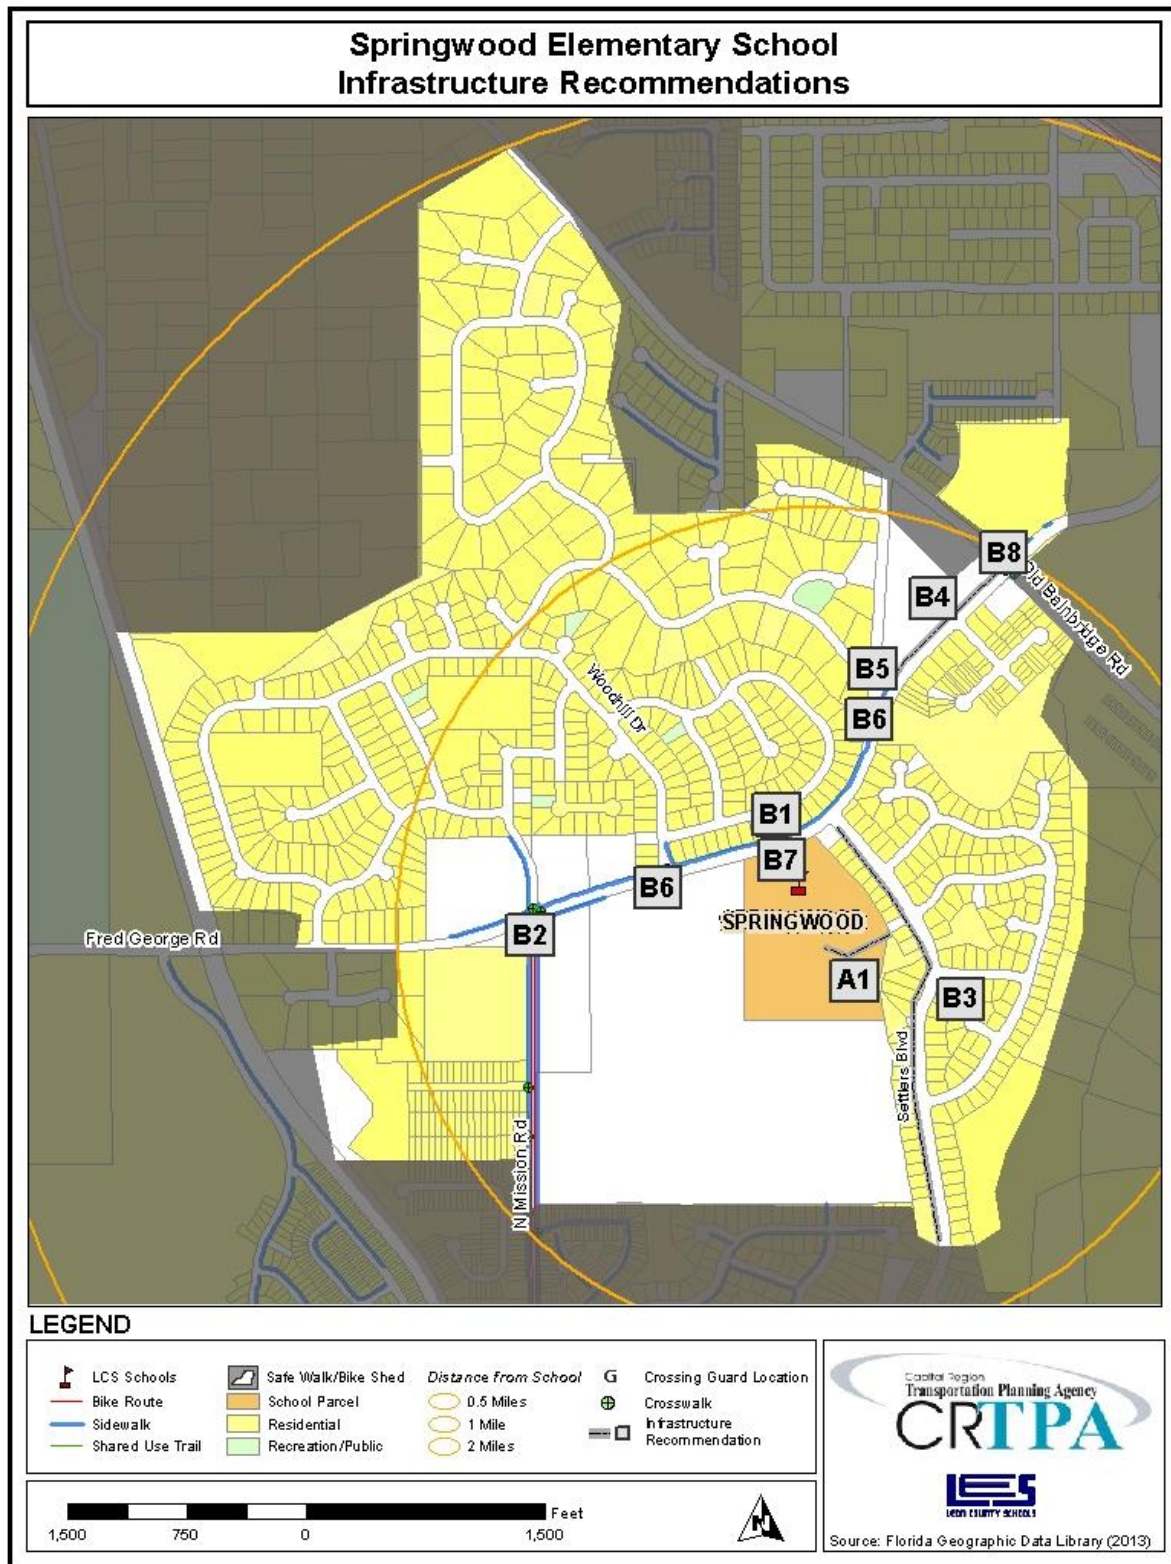 Springwood Elementary School
Infrastructure Recommendations
B8
Old Bainbridge Rd
B4
B5
B6
Woodhill Dr
B1
B7
B6
SPRINGWOOD
B2
Fred George Rd
A1
B3
Settlers Blvd
N Mission Rd
LEGEND
LCS Schools
Bike Route
Sidewalk
Shared Use Trail
Safe Walk/Bike Shed
School Parcel
Residential
Recreation/Public
Distance from School
0.5 Miles
1 Mile
2 Miles
G Crossing Guard Location
Crosswalk
Infrastructure
Recommendation
Feet
1,500 750 0 1,500
N
Capital Region
Transportation Planning Agency
CRTPA
LCS
LEON COUNTY SCHOOLS
Source: Florida Geographic Data Library (2013)